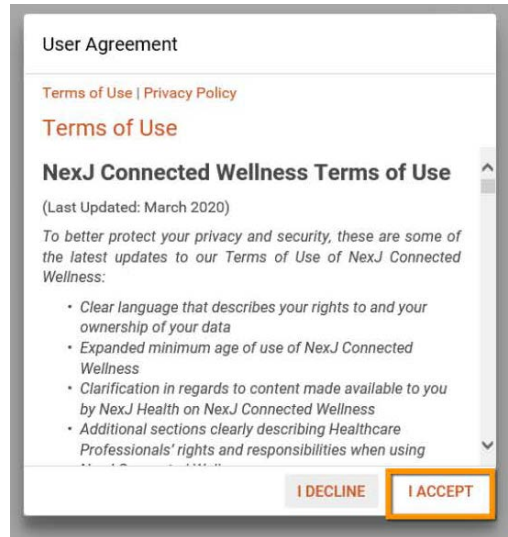 User Agreement
Terms of Use | Privacy Policy
Terms of Use
NexJ Connected Wellness Terms of Use
(Last Updated: March 2020)
To better protect your privacy and security, these are some of
the latest updates to our Terms of Use of NexJ Connected
Wellness:
• Clear language that describes your rights to and your
ownership of your data
• Expanded minimum age of use of NexJ Connected
Wellness
• Clarification in regards to content made available to you
by NexJ Health on NexJ Connected Wellness
• Additional sections clearly describing Healthcare
Professionals' rights and responsibilities when using
I DECLINE
I ACCEPT